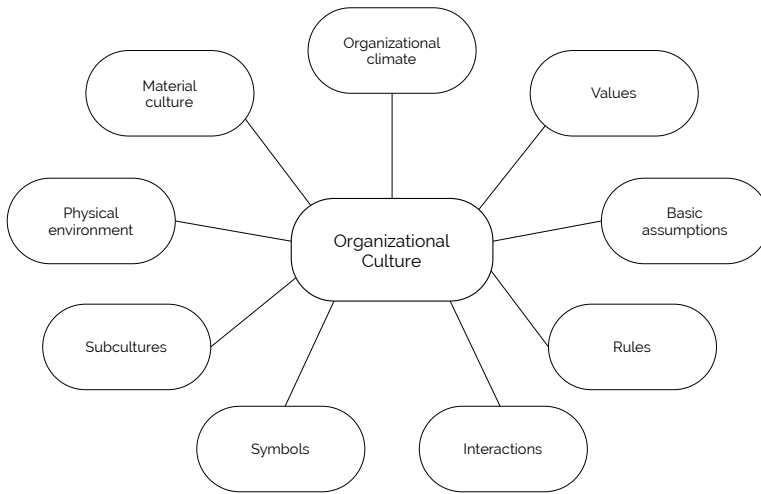 Organizational
climate
Material
culture
Values
Physical
environment
Organizational
Culture
Basic
assumptions
Subcultures
Rules
Symbols
Interactions